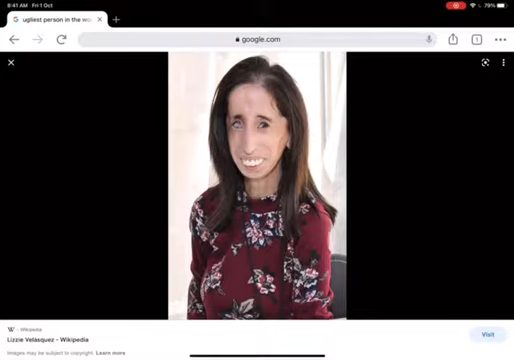 9:41 AM Fri 1 Oct
79%
ugliest person in the wo
google.com
1
W - Wikipedia
Lizzie Velásquez - Wikipedia
Visit
Images may be subject to copyright. Learn more